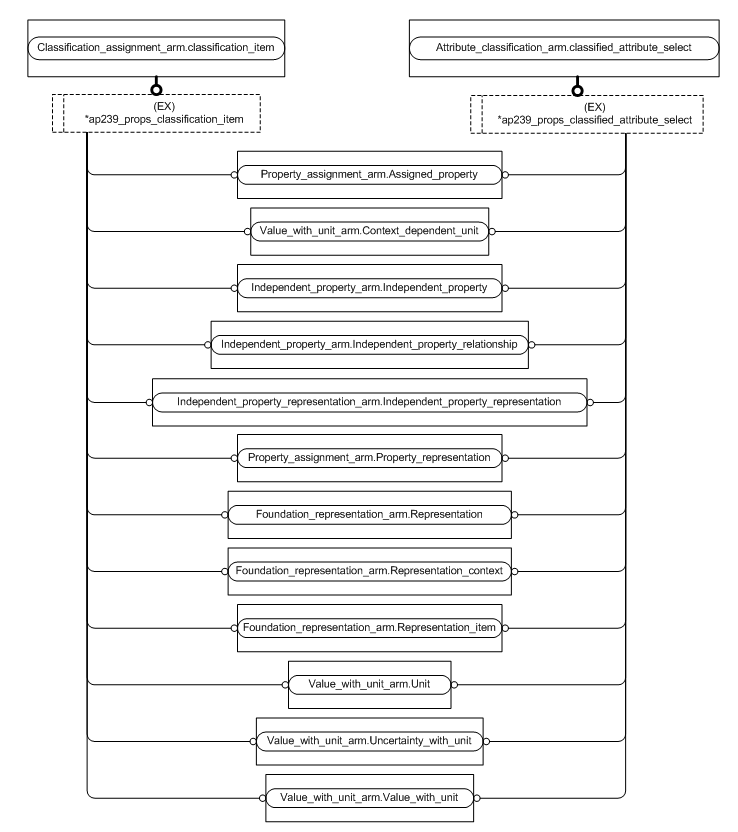 Classification_assignment_arm.classification_item
Attribute_classification_arm.classified_attribute_select
(EX)
*ap239_props_classification_item
(EX)
*ap239_props_classified_attribute_select
Property_assignment_arm.Assigned_property
Value_with_unit_arm.Context_dependent_unit
Independent_property_arm.Independent_property
Independent_property_arm.Independent_property_relationship
Independent_property_representation_arm.Independent_property_representation
Property_assignment_arm.Property_representation
Foundation_representation_arm.Representation
Foundation_representation_arm.Representation_context
Foundation_representation_arm.Representation_item
Value_with_unit_arm.Unit
Value_with_unit_arm.Uncertainty_with_unit
Value_with_unit_arm.Value_with_unit